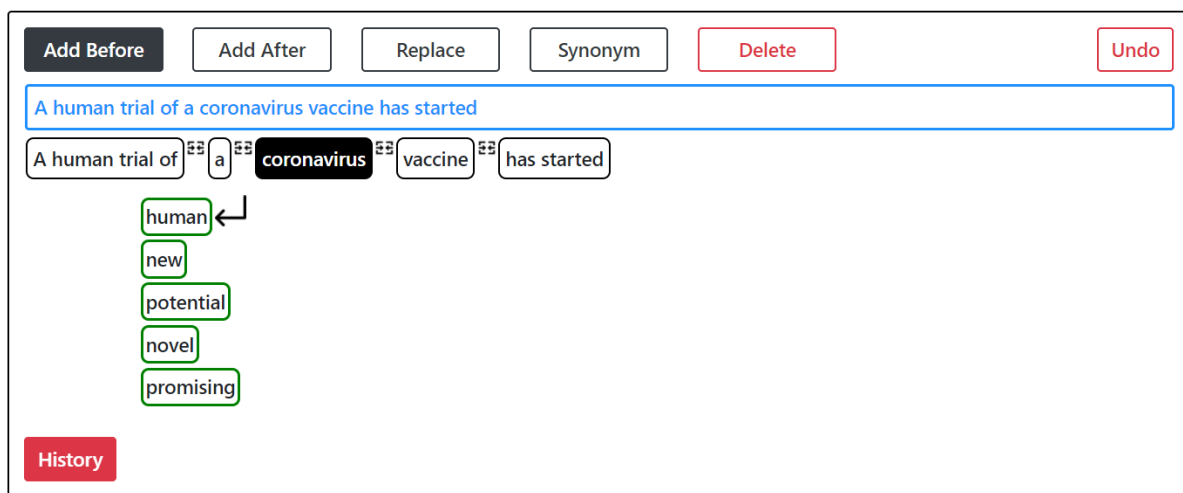 Add Before Add After Replace Synonym Delete Undo
A human trial of a coronavirus vaccine has started
A human trial of a coronavirus vaccine has started
human
new
potential
novel
promising
History